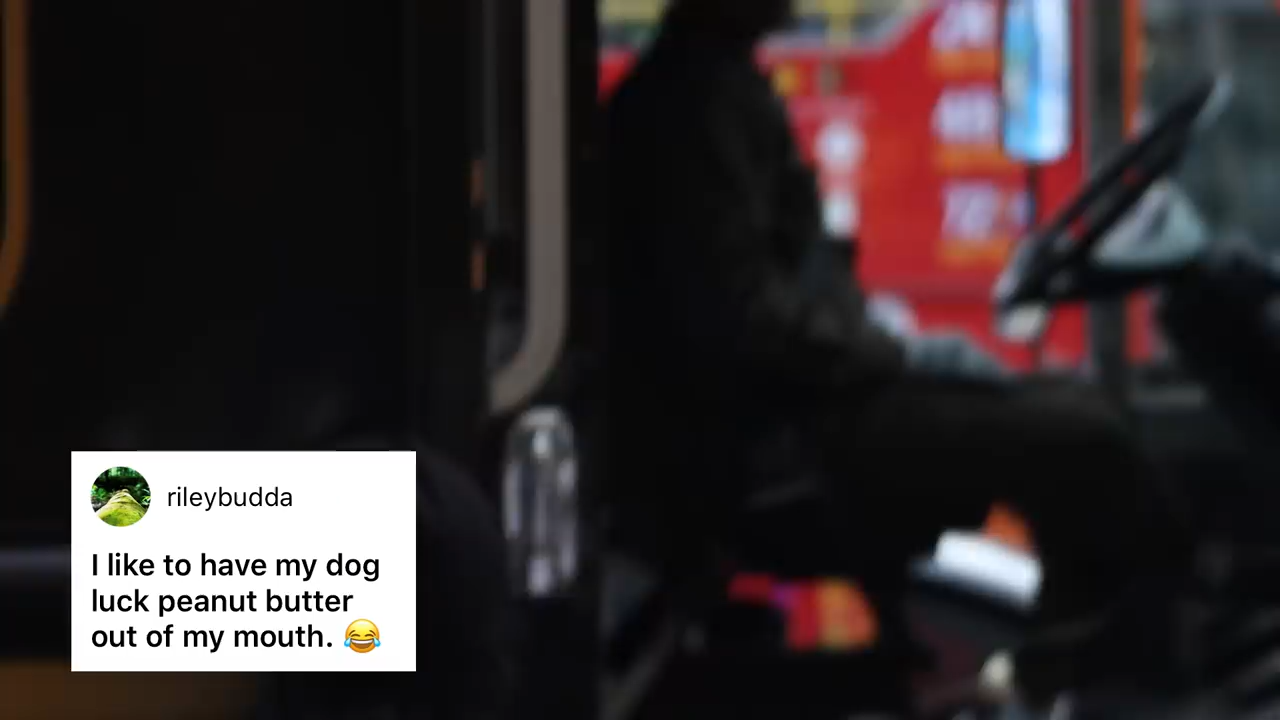 rileybudda
I like to have my dog
luck peanut butter
out of my mouth. 😂